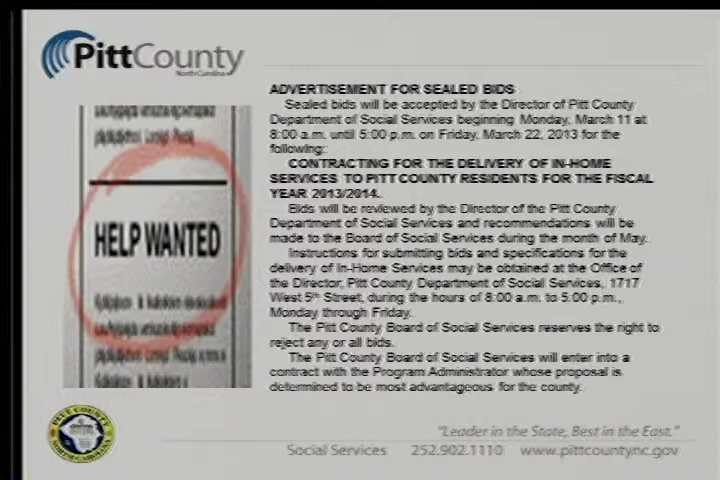 PittCounty
North Carolina
HELP WANTED
ADVERTISEMENT FOR SEALED BIDS
Sealed bids will be accepted by the Director of Pitt County
Department of Social Services beginning Monday, March 11 at
8:00 a.m. until 5:00 p.m. on Friday, March 22, 2013 for the
following:
CONTRACTING FOR THE DELIVERY OF IN-HOME
SERVICES TO PITT COUNTY RESIDENTS FOR THE FISCAL
YEAR 2013/2014.
Bids will be reviewed by the Director of the Pitt County
Department of Social Services and recommendations will be
made to the Board of Social Services during the month of May.
Instructions for submitting bids and specifications for the
delivery of In-Home Services may be obtained at the Office of
the Director, Pitt County Department of Social Services, 1717
West 5th Street, during the hours of 8:00 a.m. to 5:00 p.m.,
Monday through Friday.
The Pitt County Board of Social Services reserves the right to
reject any or all bids.
The Pitt County Board of Social Services will enter into a
contract with the Program Administrator whose proposal is
determined to be most advantageous for the county.
PITT COUNTY
NORTH CAROLINA
"Leader in the State, Best in the East."
Social Services 252.902.1110 www.pittcountync.gov